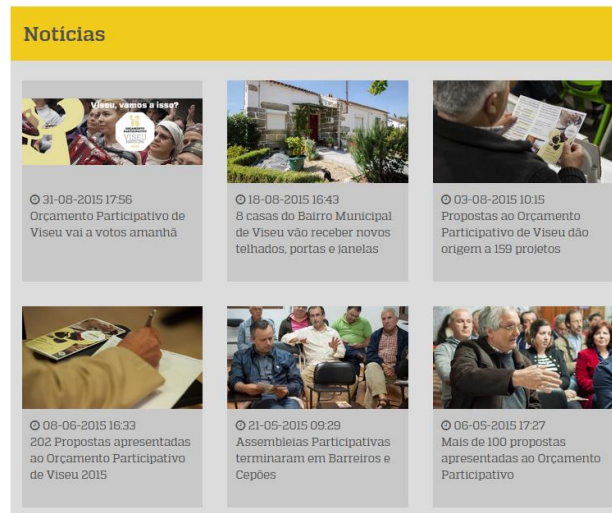 Notícias
Viseu, vamos a isso?
ORÇAMENTO
PARTICIPATIVO
VISEU
31-08-2015 17:56
Orçamento Participativo de
Viseu vai a votos amanhã
18-08-2015 16:43
8 casas do Bairro Municipal
de Viseu vão receber novos
telhados, portas e janelas
03-08-2015 10:15
Propostas ao Orçamento
Participativo de Viseu dão
origem a 159 projetos
08-06-2015 16:33
202 Propostas apresentadas
ao Orçamento Participativo
de Viseu 2015
21-05-2015 09:29
Assembleias Participativas
terminaram em Barreiros e
Cepões
06-05-2015 17:27
Mais de 100 propostas
apresentadas ao Orçamento
Participativo